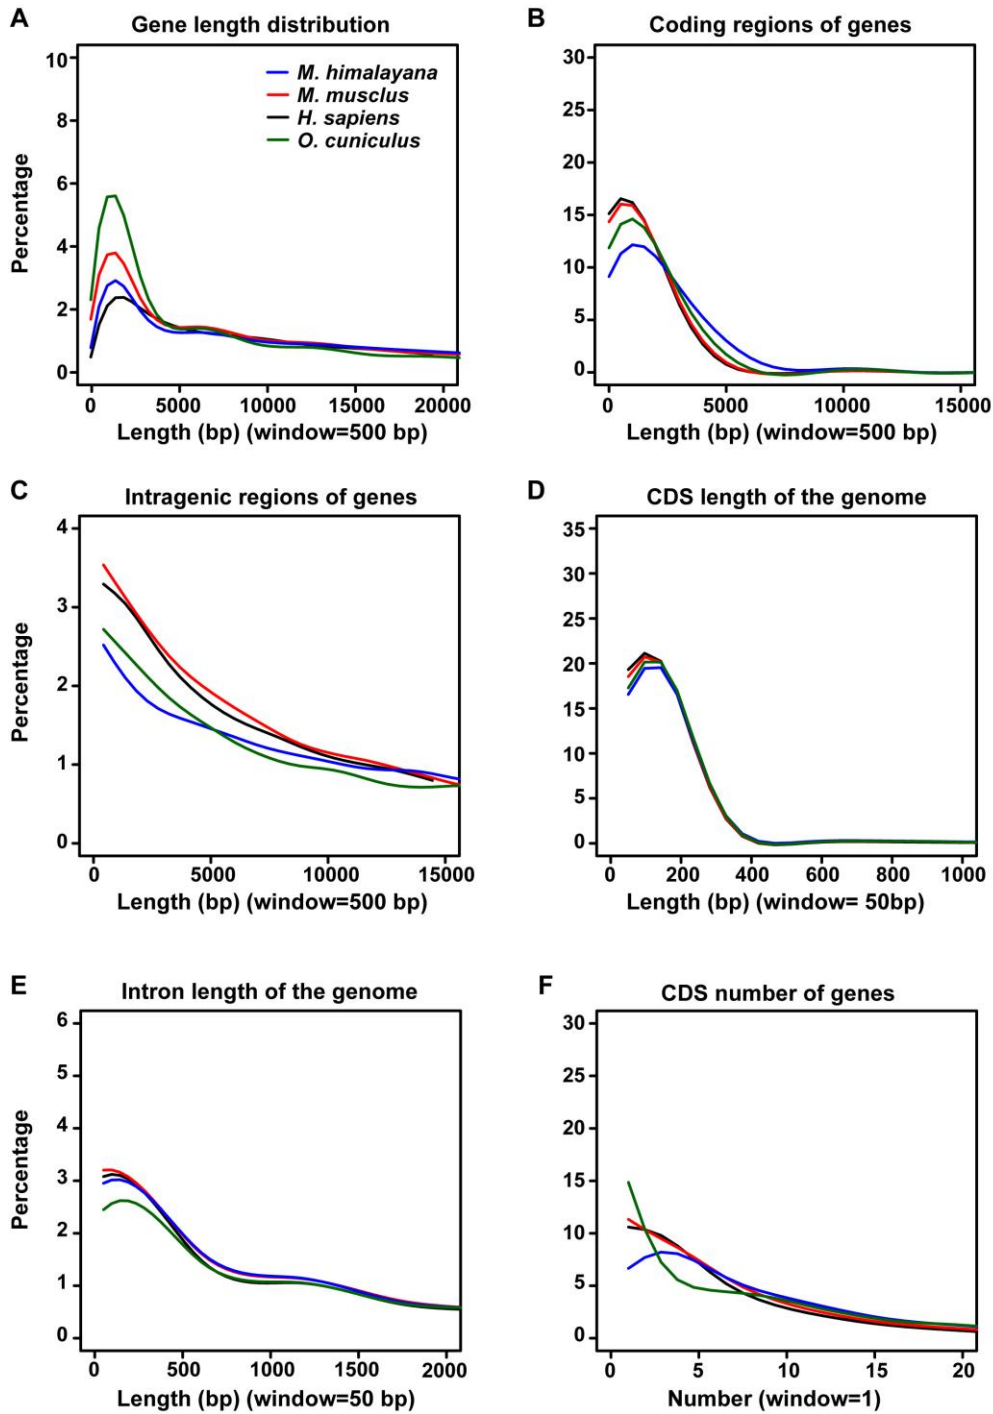 A
Gene length distribution
10
8
6
4
2
0
Percentage
M. himalayana
M. musclus
H. sapiens
O. cuniculus
0 5000 10000 15000 20000
Length (bp) (window=500 bp)
B
Coding regions of genes
30
25
20
15
10
5
0
0 5000 10000 15000
Length (bp) (window=500 bp)
C
Intragenic regions of genes
4
3
2
1
0
Percentage
0 5000 10000 15000
Length (bp) (window=500 bp)
D
CDS length of the genome
35
30
25
20
15
10
5
0
0 200 400 600 800 1000
Length (bp) (window= 50bp)
E
Intron length of the genome
6
5
4
3
2
1
0
Percentage
0 500 1000 1500 2000
Length (bp) (window=50 bp)
F
CDS number of genes
30
25
20
15
10
5
0
0 5 10 15 20
Number (window=1)